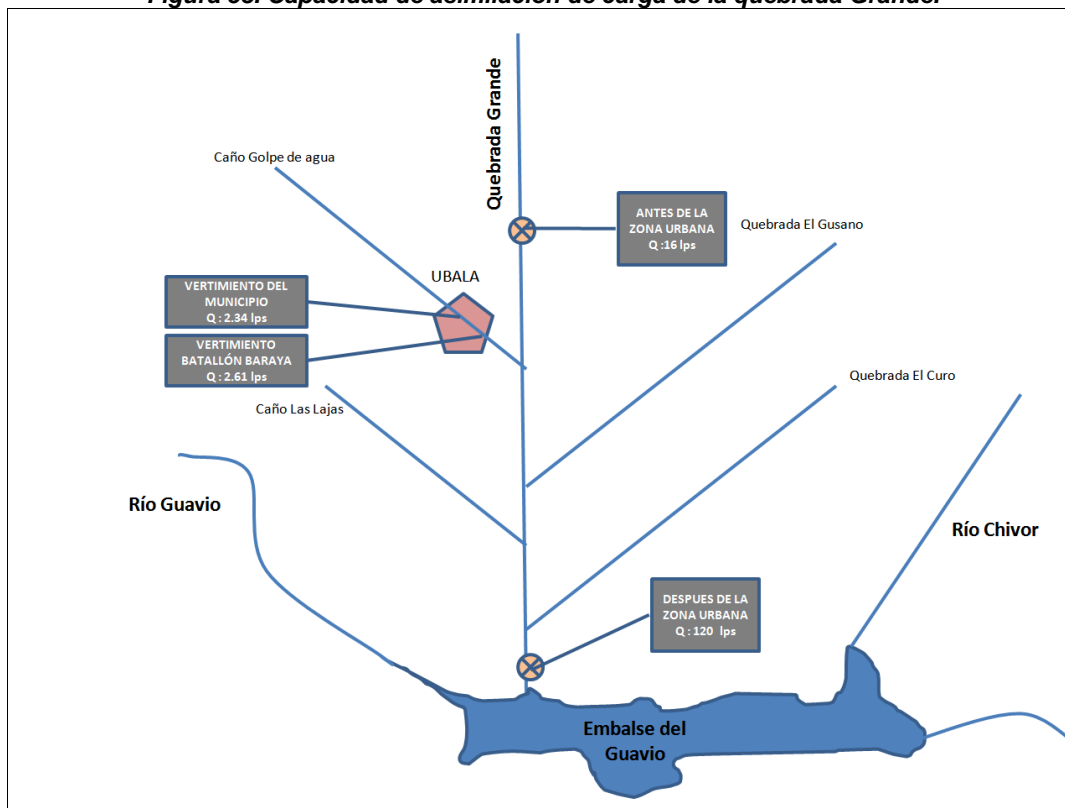 Quebrada Grande
Caño Golpe de agua
ANTES DE LA
ZONA URBANA
Q :16 lps
Quebrada El Gusano
UBALA
VERTIMIENTO DEL
MUNICIPIO
Q : 2.34 lps
VERTIMIENTO
BATALLÓN BARAYA
Q : 2.61 lps
Quebrada El Curo
Caño Las Lajas
Río Guavio
Río Chivor
DESPUES DE LA
ZONA URBANA
Q : 120 lps
Embalse del
Guavio